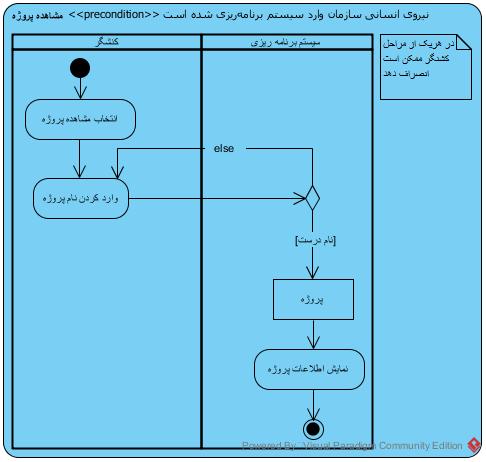 مشاهده پروژه <<precondition>> نیروی انسانی سازمان وارد سیستم برنامه‌ریزی شده است
کنشگر
سیستم برنامه ریزی
در هریک از مراحل
کنشگر ممکن است
انصراف دهد
انتخاب مشاهده پروژه
else
وارد کردن نام پروژه
[نام درست]
پروژه
نمایش اطلاعات پروژه
Powered By Visual Paradigm Community Edition